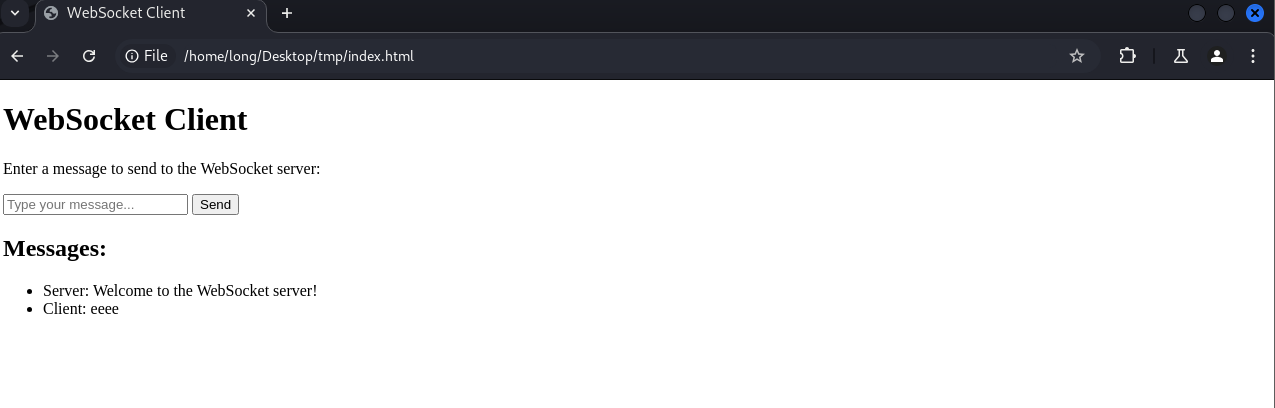 WebSocket Client
File /home/long/Desktop/tmp/index.html
WebSocket Client
Enter a message to send to the WebSocket server:
Type your message... Send
Messages:
Server: Welcome to the WebSocket server!
Client: eeee